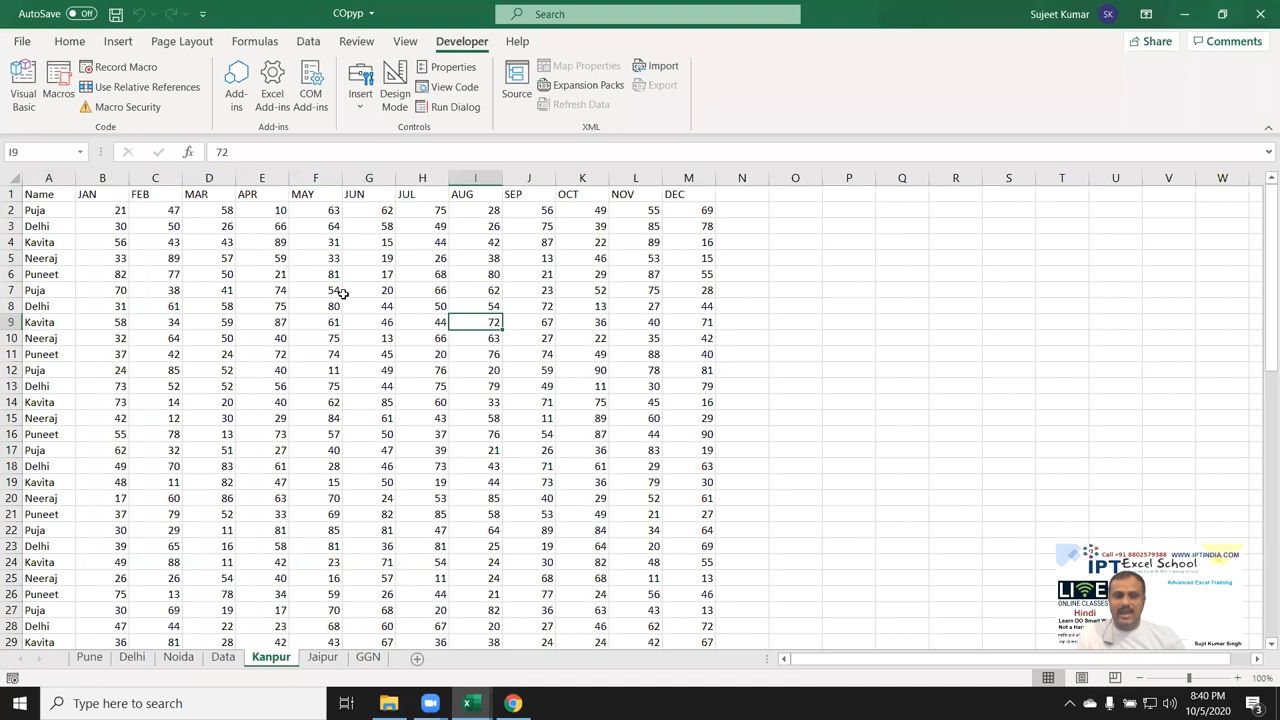 AutoSave Off COpyp Search Sujeet Kumar SK
File Home Insert Page Layout Formulas Data Review View Developer Help Share Comments
Visual Basic Macros Record Macro Use Relative References Macro Security Add-ins Excel Add-ins COM Add-ins Insert Design Mode Properties View Code Run Dialog Source Map Properties Expansion Packs Refresh Data Import Export
Code Add-ins Controls XML
I9 fx 72
A B C D E F G H I J K L M N O P Q R S T U V W
1 Name JAN FEB MAR APR MAY JUN JUL AUG SEP OCT NOV DEC
2 Puja 21 47 58 10 63 62 75 28 56 49 55 69
3 Delhi 30 50 26 66 64 58 49 26 75 39 85 78
4 Kavita 56 43 43 89 31 15 44 42 87 22 89 16
5 Neeraj 33 89 57 59 33 19 26 38 13 46 53 15
6 Puneet 82 77 50 21 81 17 68 80 21 29 87 55
7 Puja 70 38 41 74 54 20 66 62 23 52 75 28
8 Delhi 31 61 58 75 80 44 50 54 72 13 27 44
9 Kavita 58 34 59 87 61 46 44 72 67 36 40 71
10 Neeraj 32 64 50 40 75 13 66 63 27 22 35 42
11 Puneet 37 42 24 72 74 45 20 76 74 49 88 40
12 Puja 24 85 52 40 11 49 76 20 59 90 78 81
13 Delhi 73 52 52 56 75 44 75 79 49 11 30 79
14 Kavita 73 14 20 40 62 85 60 33 71 75 45 16
15 Neeraj 42 12 30 29 84 61 43 58 11 89 60 29
16 Puneet 55 78 13 73 57 50 37 76 54 87 44 90
17 Puja 62 32 51 27 40 47 39 21 26 36 83 19
18 Delhi 49 70 83 61 28 46 73 43 71 61 29 63
19 Kavita 48 11 82 47 15 50 19 44 73 36 79 30
20 Neeraj 17 60 86 63 70 24 53 85 40 29 52 61
21 Puneet 37 79 52 33 69 82 85 58 53 49 21 27
22 Puja 30 29 11 81 85 81 47 64 89 84 34 64
23 Delhi 39 65 16 58 81 36 81 25 19 64 20 69
24 Kavita 49 88 11 42 23 71 54 24 30 82 48 55
25 Neeraj 26 26 54 40 16 57 11 24 68 68 11 13
26 Puneet 75 13 78 34 59 26 44 21 77 24 56 46
27 Puja 30 69 19 17 70 68 20 82 36 63 43 13
28 Delhi 47 44 22 23 68 60 67 20 27 46 62 72
29 Kavita 36 81 28 42 43 67 36 38 24 24 42 67
Call +91 8802579388 WWW.IPTINDIA.COM
IPT Excel School
Advanced Excel Training
LIVE
ONLINE CLASSES
Hindi
Learn DO Smart
Not a Har
Sujit Kumar Singh
Pune Delhi Noida Data Kanpur Jaipur GGN
100%
Type here to search 8:40 PM
10/5/2020 3